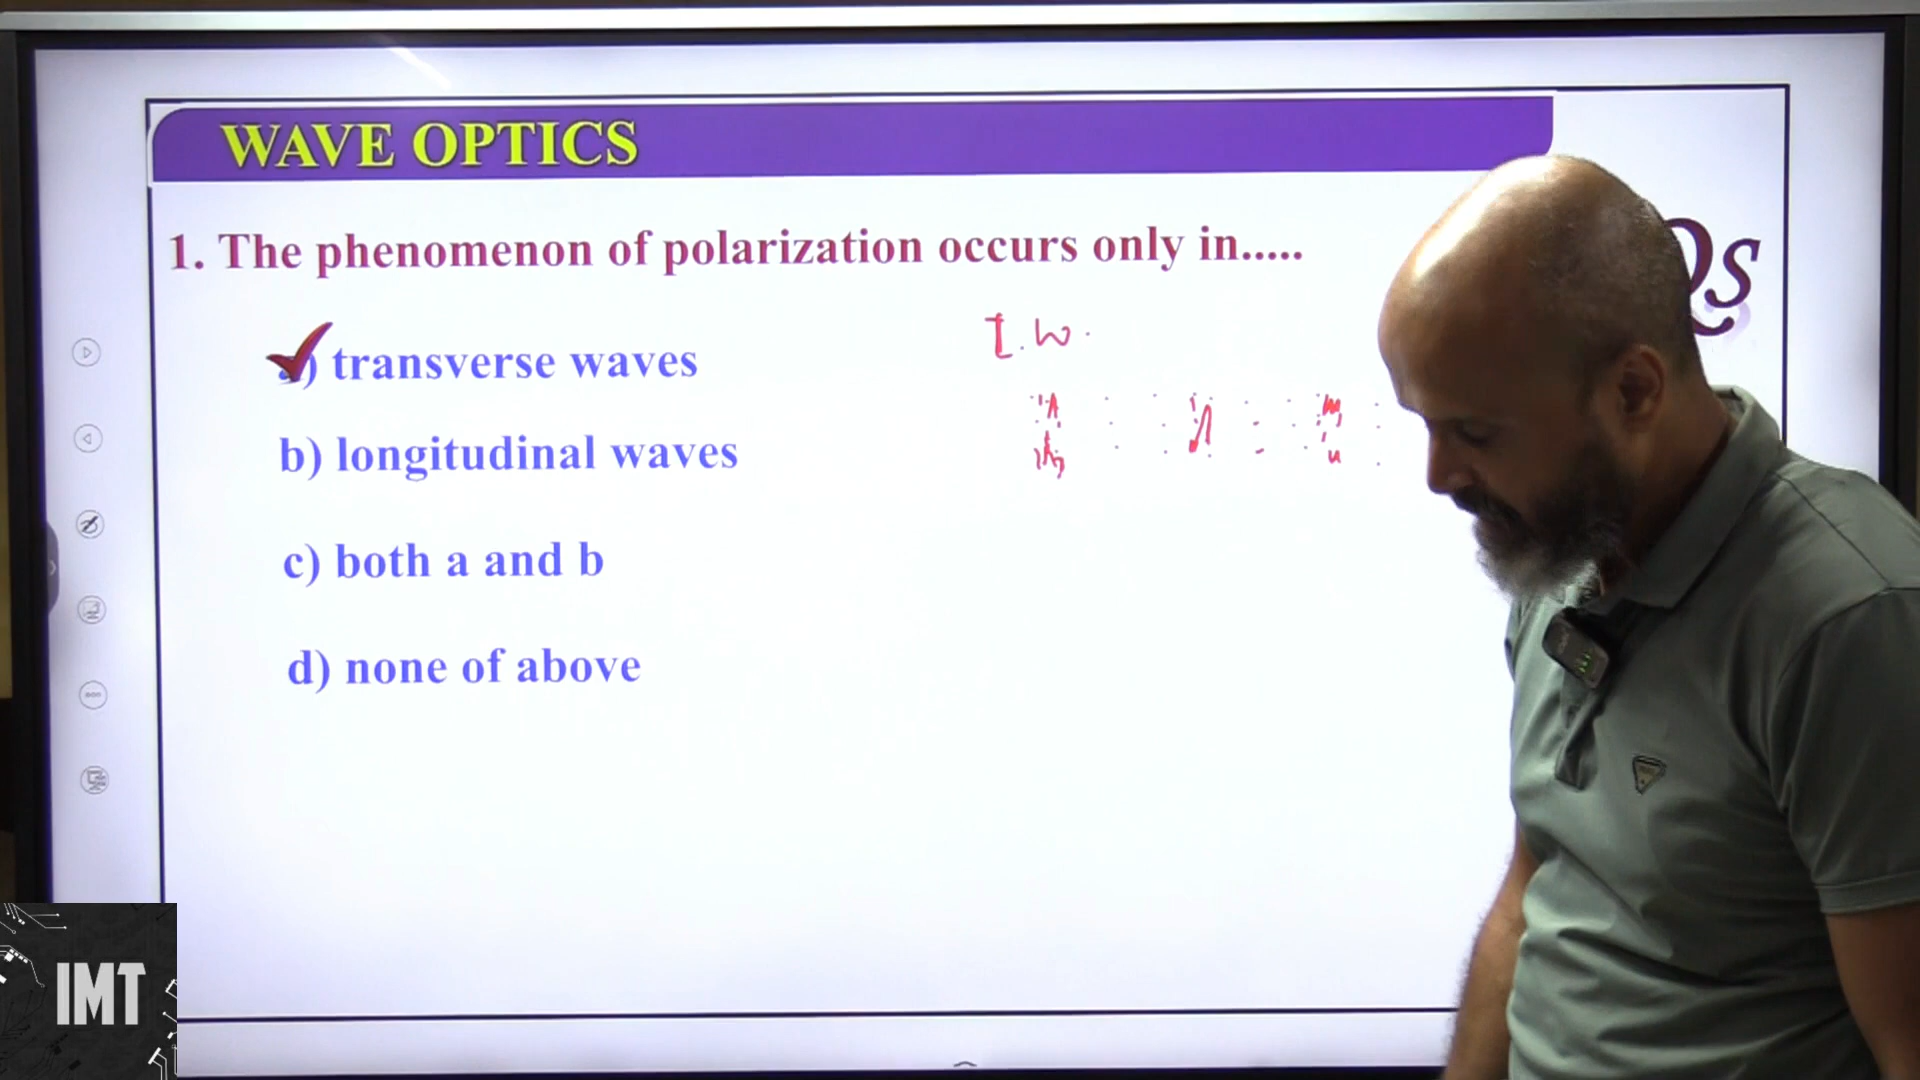 WAVE OPTICS
1. The phenomenon of polarization occurs only in.....
a) transverse waves
b) longitudinal waves
c) both a and b
d) none of above
Qs
IMT